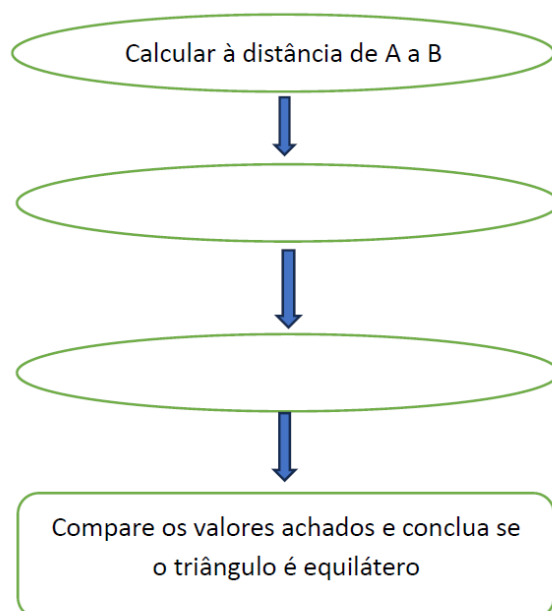 Calcular à distância de A a B
Compare os valores achados e conclua se
o triângulo é equilátero